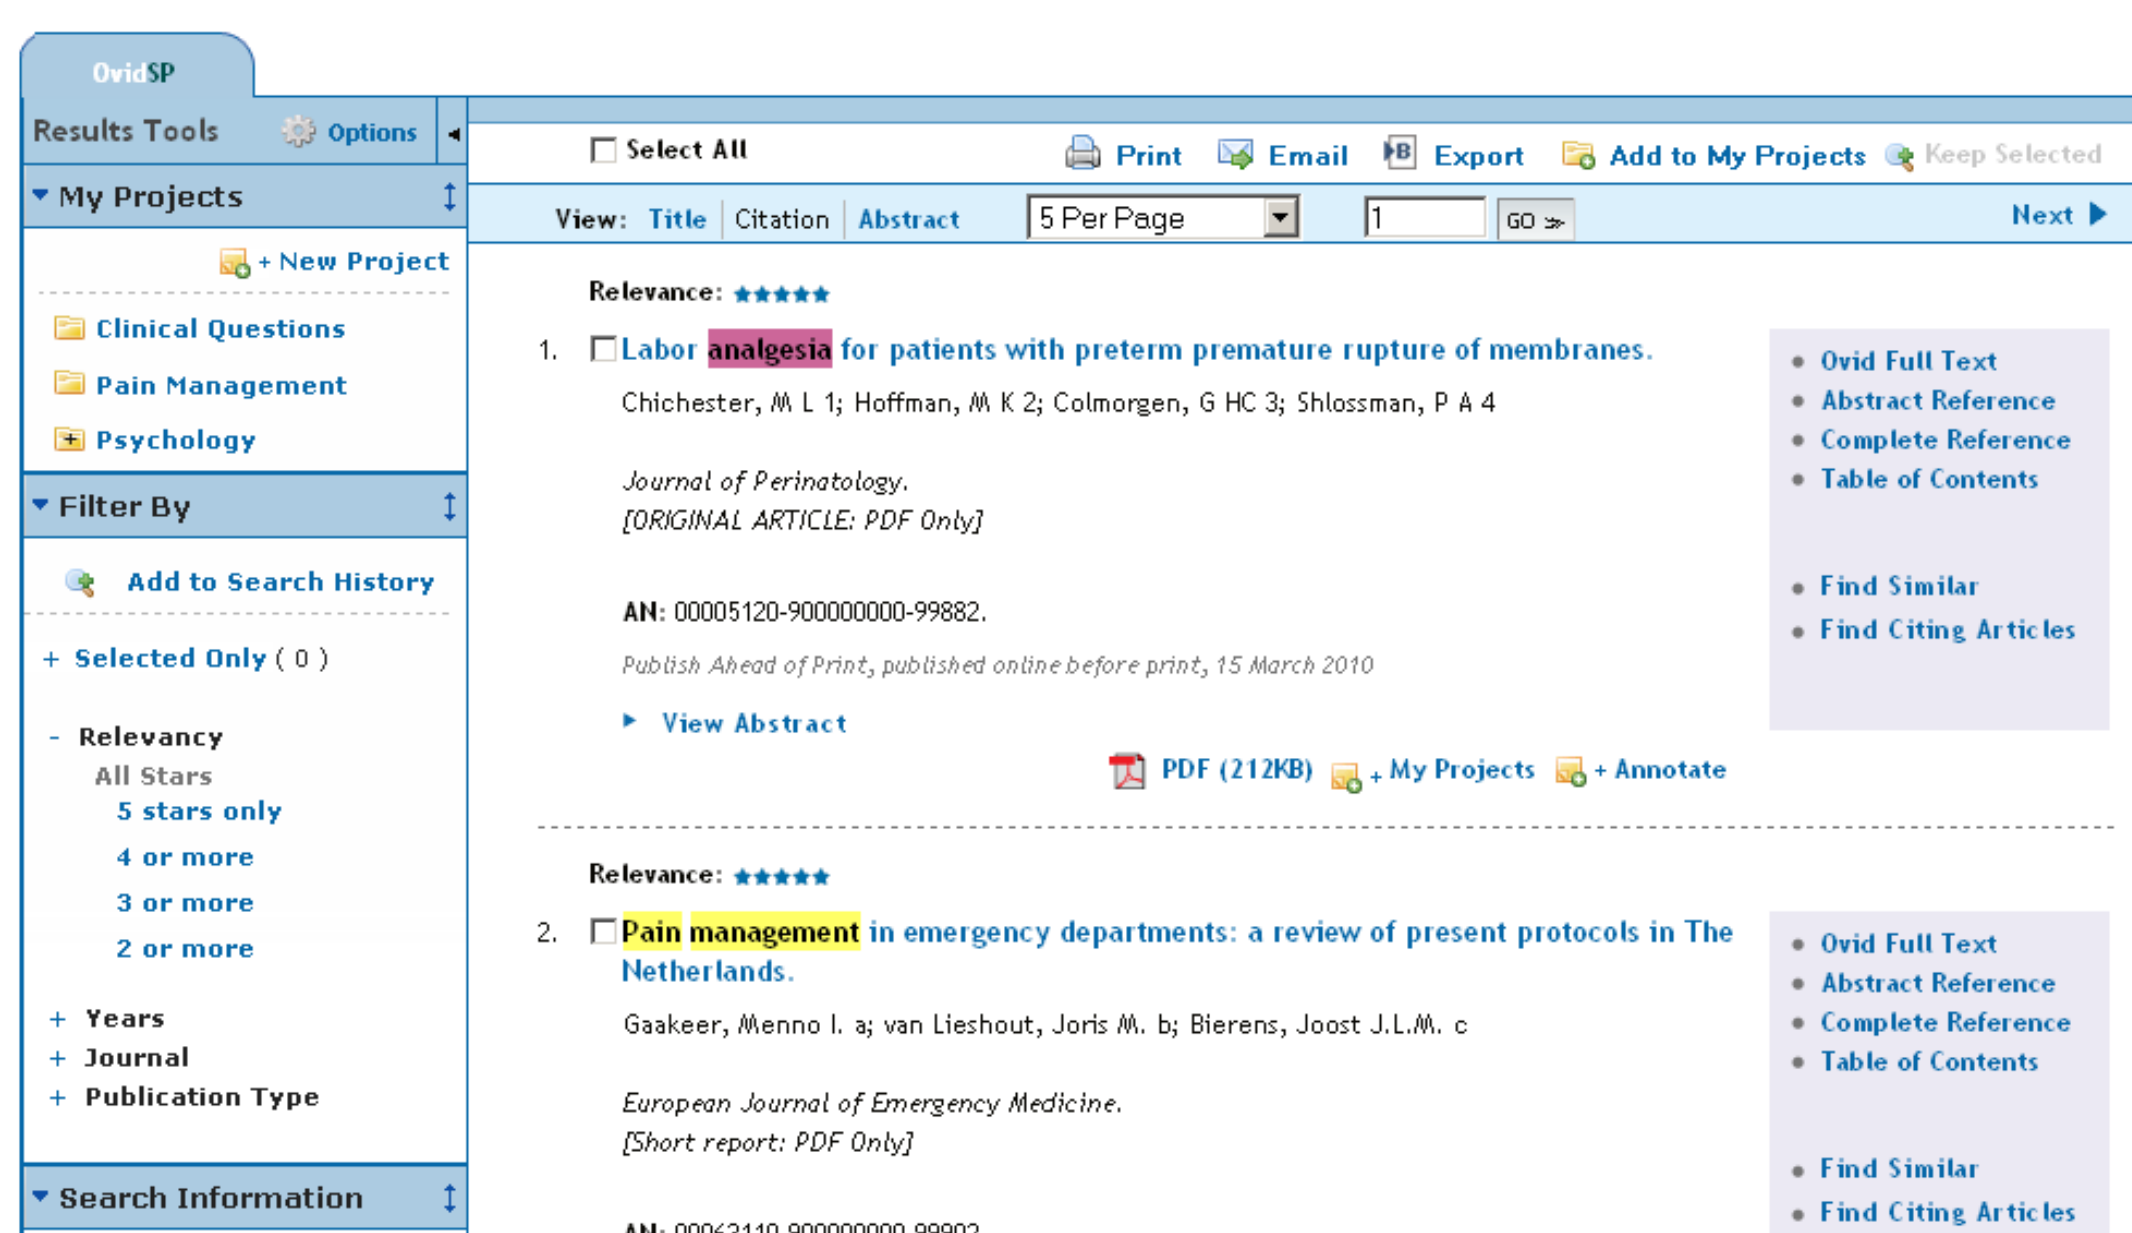 OvidSP
Results Tools Options
My Projects
+ New Project
Clinical Questions
Pain Management
Psychology
Filter By
Add to Search History
+ Selected Only ( 0 )
- Relevancy
All Stars
5 stars only
4 or more
3 or more
2 or more
+ Years
+ Journal
+ Publication Type
Search Information
Select All Print Email Export Add to My Projects Keep Selected
View: Title Citation Abstract 5 Per Page 1 GO Next
Relevance: ★★★★★
1. Labor analgesia for patients with preterm premature rupture of membranes.
Chichester, M L 1; Hoffman, M K 2; Colmorgen, G HC 3; Shlossman, P A 4
Journal of Perinatology.
[ORIGINAL ARTICLE: PDF Only]
AN: 00005120-900000000-99882.
Publish Ahead of Print, published online before print, 15 March 2010
View Abstract
PDF (212KB) + My Projects + Annotate
• Ovid Full Text
• Abstract Reference
• Complete Reference
• Table of Contents
• Find Similar
• Find Citing Articles
Relevance: ★★★★★
2. Pain management in emergency departments: a review of present protocols in The
Netherlands.
Gaakeer, Menno I. a; van Lieshout, Joris M. b; Bierens, Joost J.L.M. c
European Journal of Emergency Medicine.
[Short report: PDF Only]
AN: 00063110-900000000-99902.
• Ovid Full Text
• Abstract Reference
• Complete Reference
• Table of Contents
• Find Similar
• Find Citing Articles